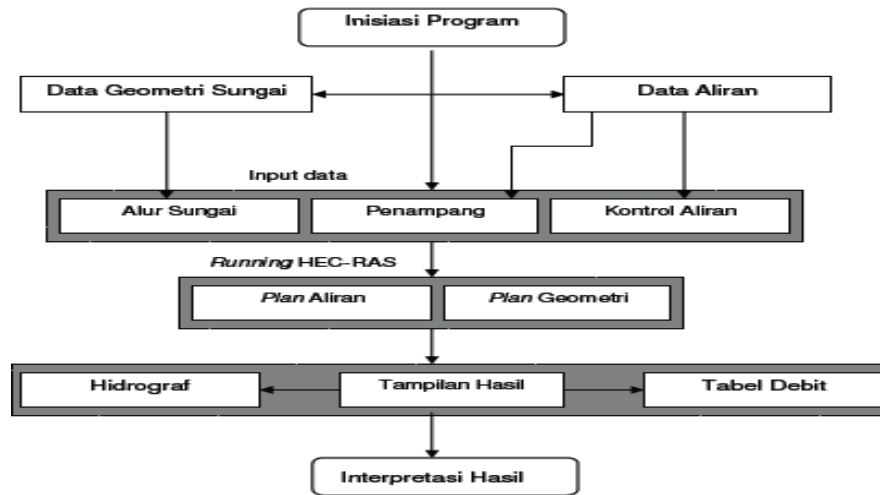 Inisiasi Program
Data Geometri Sungai
Data Aliran
Input data
Alur Sungai
Penampang
Kontrol Aliran
Running HEC-RAS
Plan Aliran
Plan Geometri
Hidrograf
Tampilan Hasil
Tabel Debit
Interpretasi Hasil